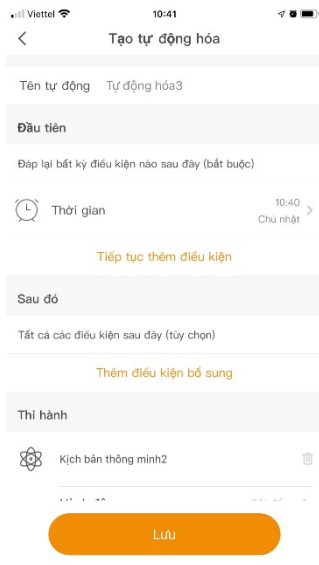 Viettel 10:41
Tạo tự động hóa
Tên tự động Tự động hóa3
Đầu tiên
Đáp lại bất kỳ điều kiện nào sau đây (bắt buộc)
Thời gian 10:40
Chủ nhật
Tiếp tục thêm điều kiện
Sau đó
Tất cả các điều kiện sau đây (tùy chọn)
Thêm điều kiện bổ sung
Thi hành
Kịch bản thông minh2
Lưu